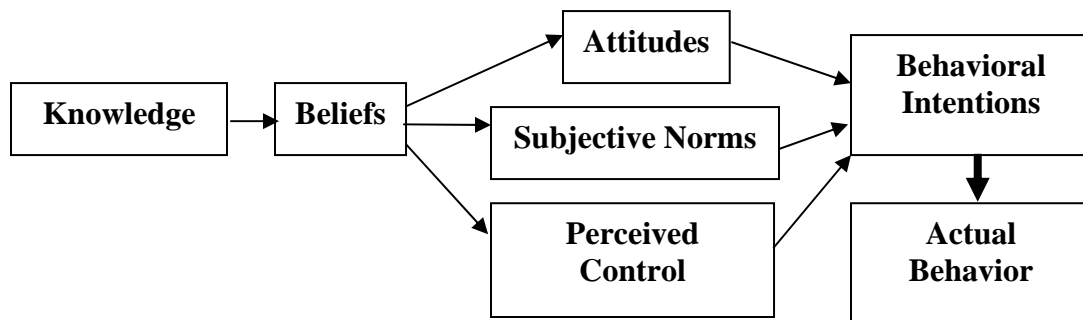 Knowledge
Beliefs
Attitudes
Subjective Norms
Perceived
Control
Behavioral
Intentions
Actual
Behavior